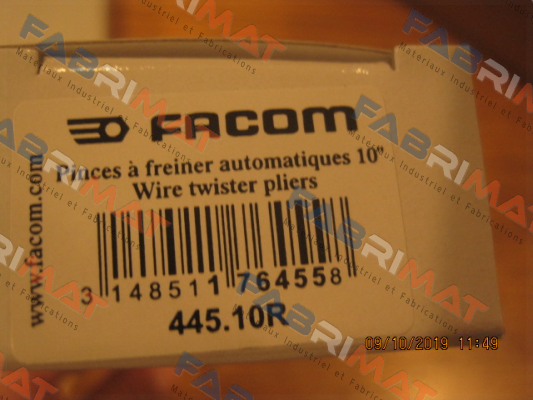 FACOM
Pinces à freiner automatiques 10"
Wire twister pliers
www.facom.com
3 148511 764558
445.10R
09/10/2019 11:49
FABRIMAT
Materiaux Industriel et Fabrications